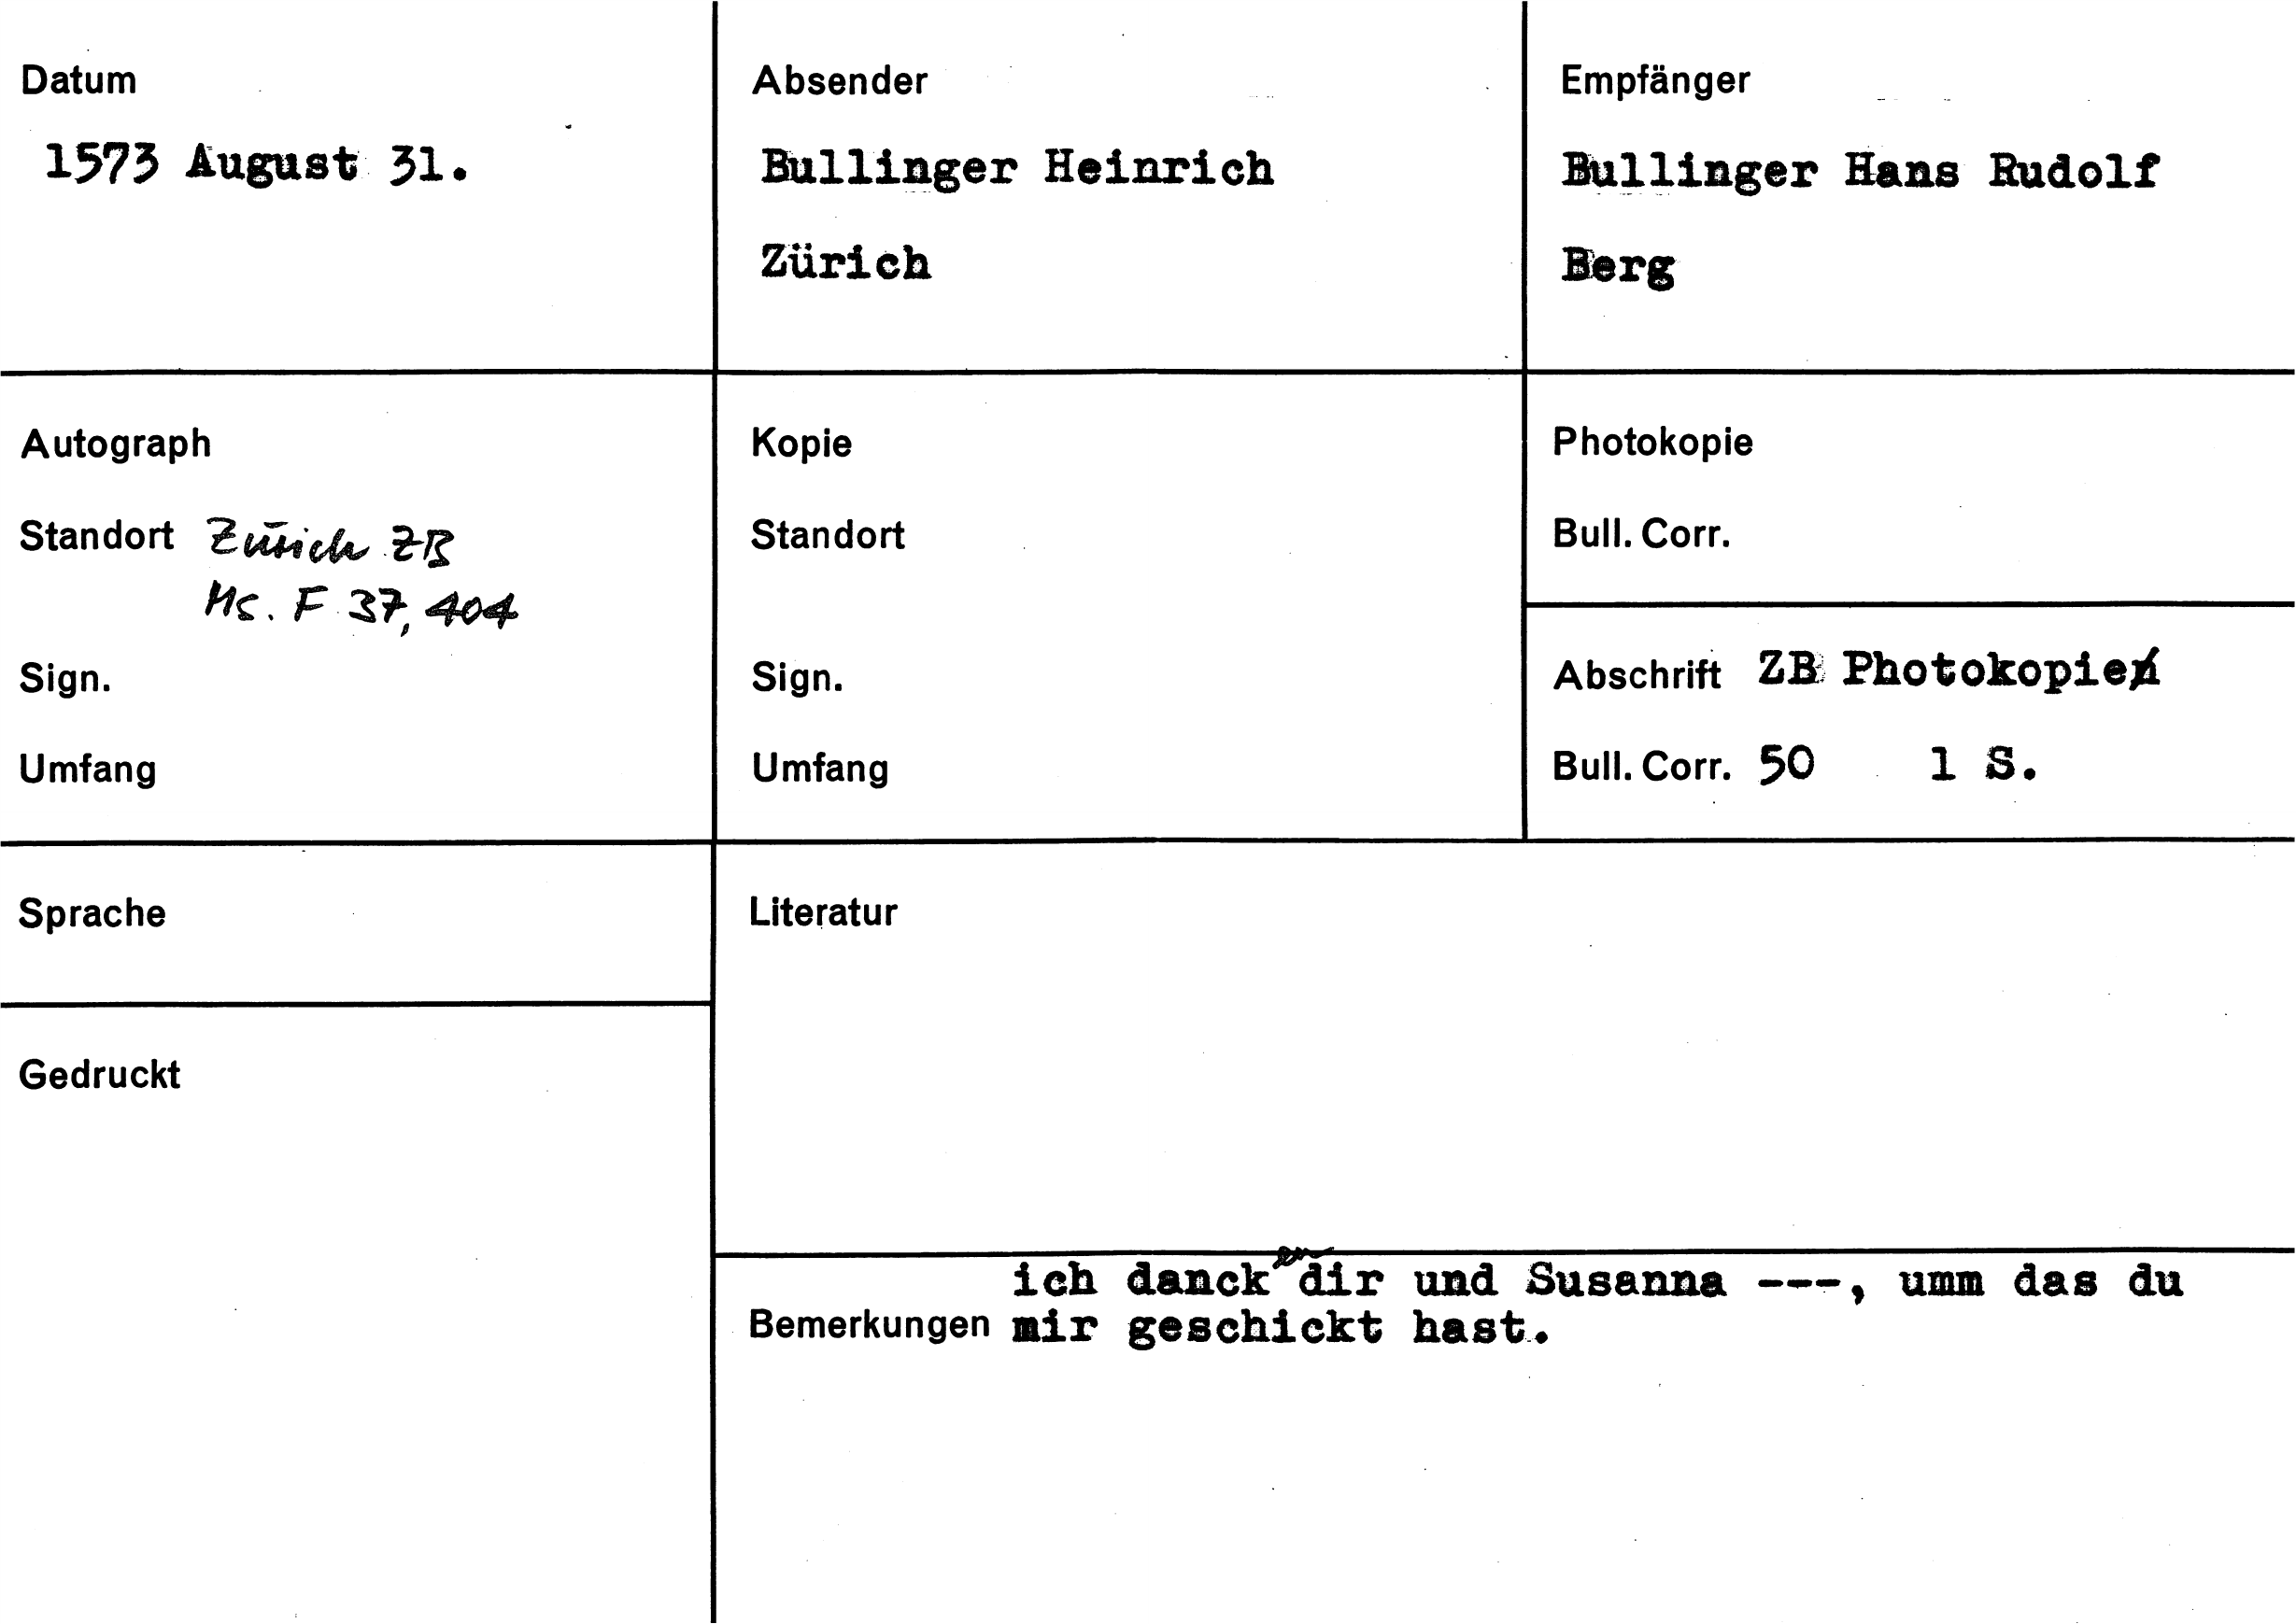 Datum
1573 August 31.
Absender
Bullinger Heinrich
Zürich
Empfänger
Bullinger Hans Rudolf
Berg
Autograph
Standort Zürich ZB
Ms. F 37, 404
Sign.
Umfang
Kopie
Standort
Sign.
Umfang
Photokopie
Bull. Corr.
Abschrift ZB Photokopie
Bull. Corr. 50 1 S.
Sprache
Gedruckt
Literatur
ich danck dir und Susanna ---, umm das du
Bemerkungen mir geschickt hast.